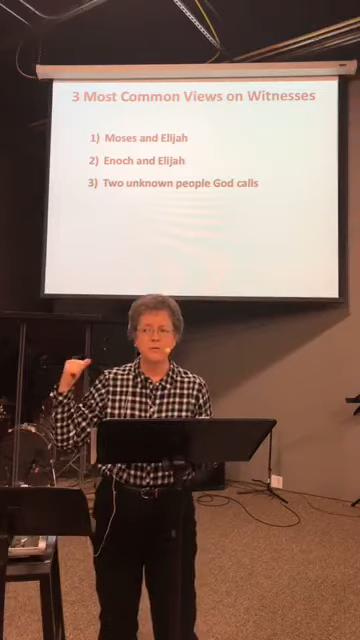 3 Most Common Views on Witnesses
1) Moses and Elijah
2) Enoch and Elijah
3) Two unknown people God calls